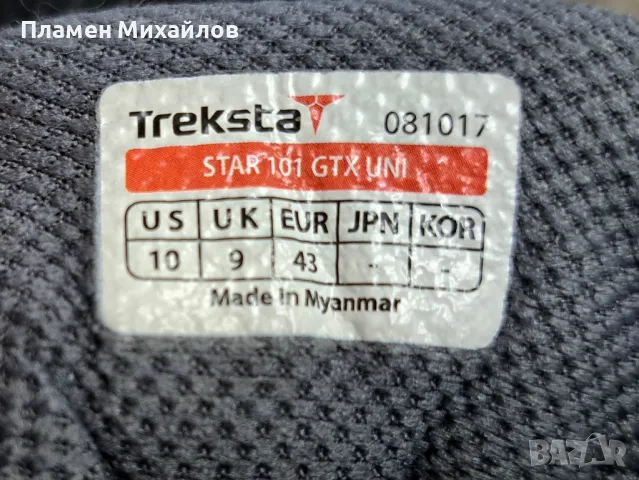 Пламен Михайлов
Treksta 081017
STAR 101 GTX UNI
US UK EUR JPN KOR
10 9 43 - -
Made in Myanmar
BAZAR